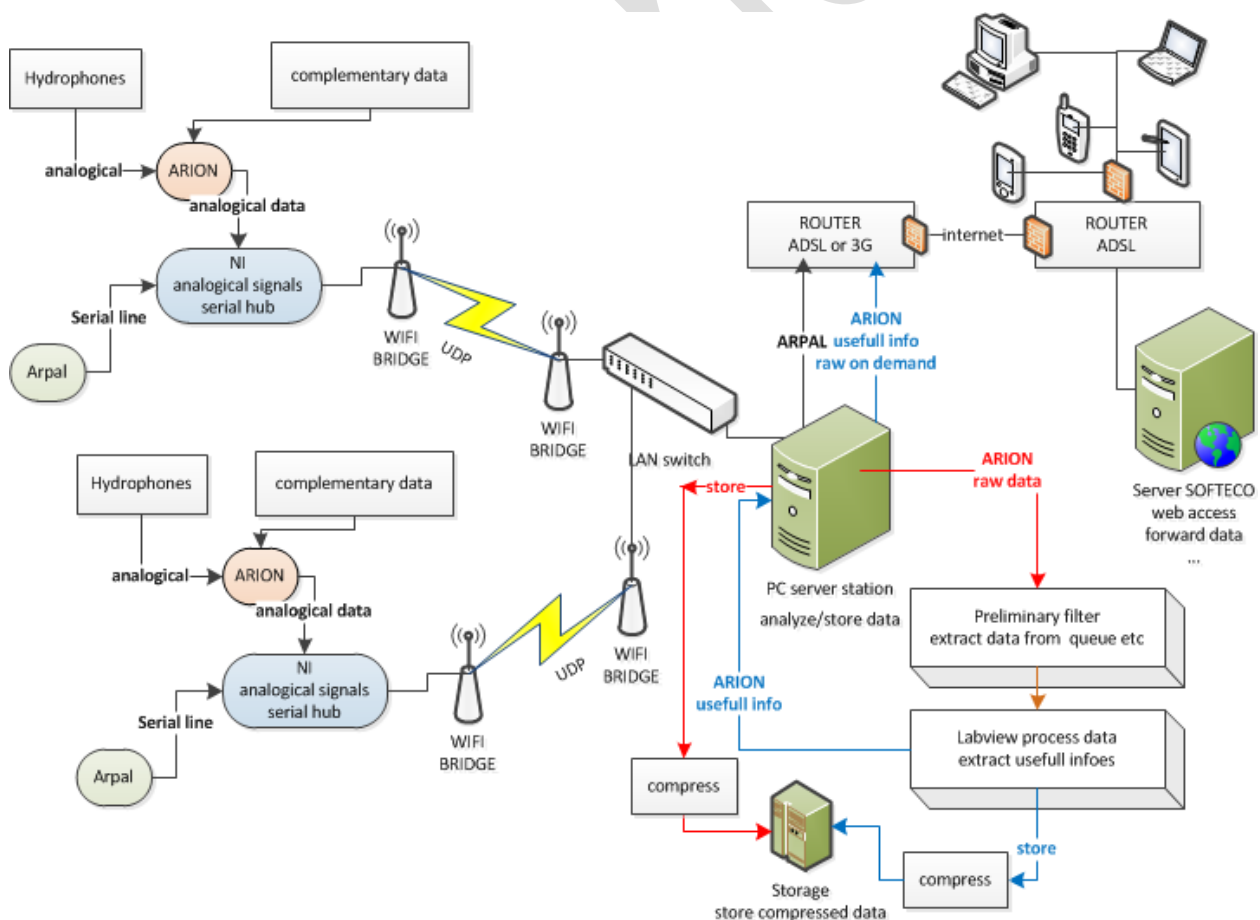 Hydrophones
complementary data
analogical
ARION
analogical data
NI
analogical signals
serial hub
Serial line
Arpal
WIFI
BRIDGE
UDP
WIFI
BRIDGE
LAN switch
ROUTER
ADSL or 3G
internet
ROUTER
ADSL
ARPAL
ARION
usefull info
raw on demand
Server SOFTECO
web access
forward data
...
Hydrophones
complementary data
analogical
ARION
analogical data
NI
analogical signals
serial hub
Serial line
Arpal
WIFI
BRIDGE
UDP
WIFI
BRIDGE
store
PC server station
analyze/store data
ARION
raw data
Preliminary filter
extract data from queue etc
ARION
usefull info
Labview process data
extract usefull infoes
compress
store
compress
Storage
store compressed data